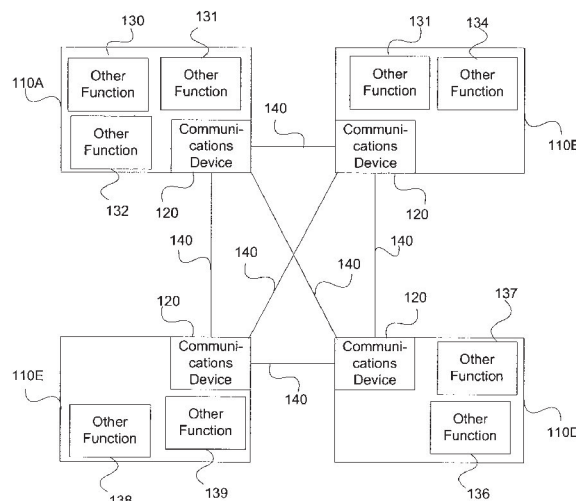 130
131
131
134
110A
Other
Function
Other
Function
Other
Function
Other
Function
140
110B
Other
Function
Communi-
cations
Device
Communi-
cations
Device
132
120
120
140
140
140
140
120
120
137
110E
Communi-
cations
Device
Communi-
cations
Device
Other
Function
140
110D
Other
Function
Other
Function
Other
Function
138
139
136